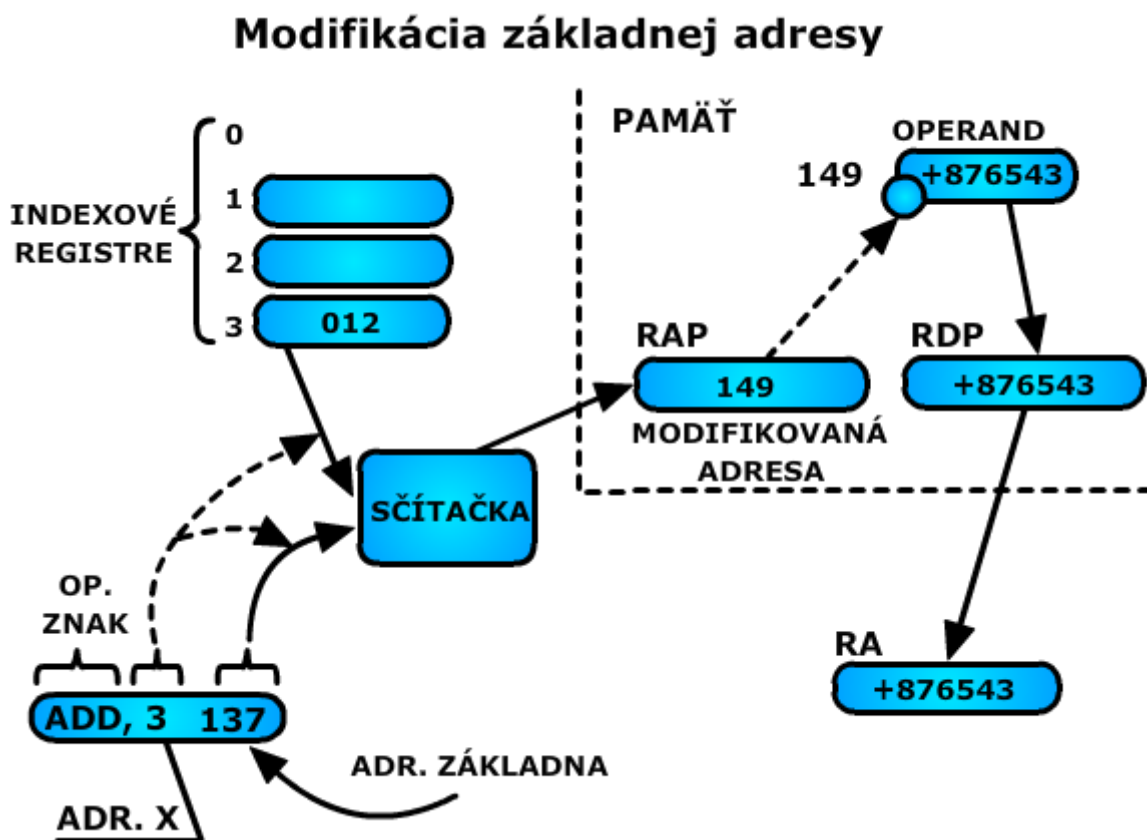 Modifikácia základnej adresy
PAMÄŤ
OPERAND
0
149
+876543
1
INDEXOVÉ
REGISTRE
2
3
012
RAP
RDP
149
+876543
MODIFIKOVANÁ
ADRESA
SČÍTAČKA
OP.
ZNAK
RA
+876543
ADD, 3 137
ADR. ZÁKLADNA
ADR. X